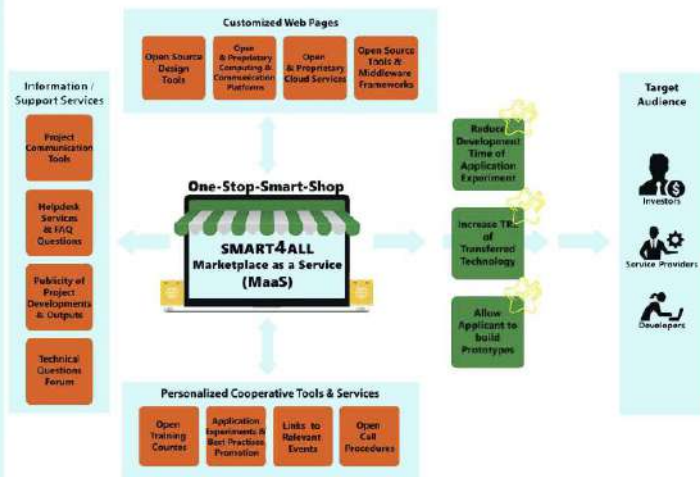 Customized Web Pages
Open Source
Design
Tools
Open
& Proprietary
Computing &
Communication
Platforms
Open
& Proprietary
Cloud Services
Open Source
Tools &
Middleware
Frameworks
Information /
Support Services
Project
Communication
Tools
Helpdesk
Services
& FAQ
Questions
Publicity of
Project
Developments
& Outputs
Technical
Questions
Forum
One-Stop-Smart-Shop
SMART4ALL
Marketplace as a Service
(MaaS)
Reduce
Development
Time of
Application
Experiment
Increase TRL
of
Transferred
Technology
Allow
Applicant to
build
Prototypes
Target
Audience
Investors
Service Providers
Developers
Personalized Cooperative Tools & Services
Open
Training
Courses
Application
Experiments &
Best Practices
Promotion
Links to
Relevant
Events
Open
Call
Procedures